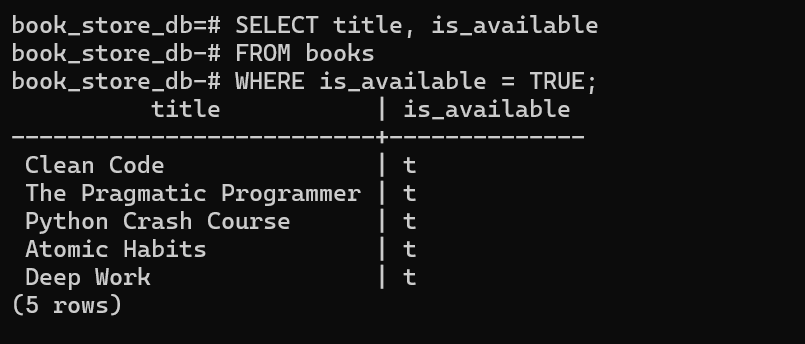 book_store_db=# SELECT title, is_available
book_store_db-# FROM books
book_store_db-# WHERE is_available = TRUE;
          title           | is_available
--------------------------+--------------
 Clean Code               | t
 The Pragmatic Programmer | t
 Python Crash Course      | t
 Atomic Habits            | t
 Deep Work                | t
(5 rows)